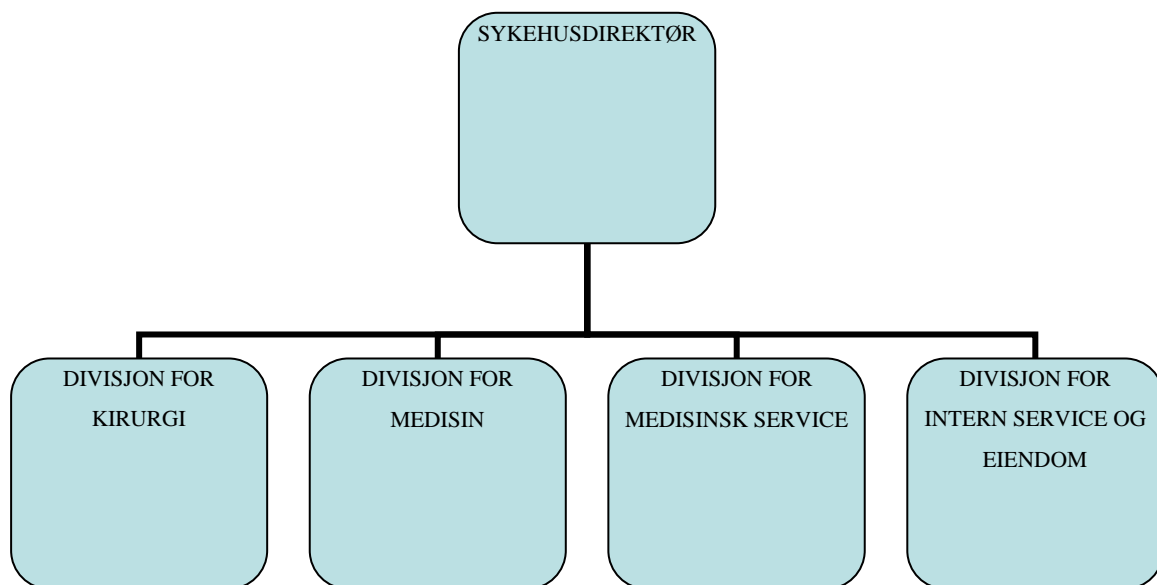 SYKEHUSDIREKTØR
DIVISJON FOR
KIRURGI
DIVISJON FOR
MEDISIN
DIVISJON FOR
MEDISINSK SERVICE
DIVISJON FOR
INTERN SERVICE OG
EIENDOM